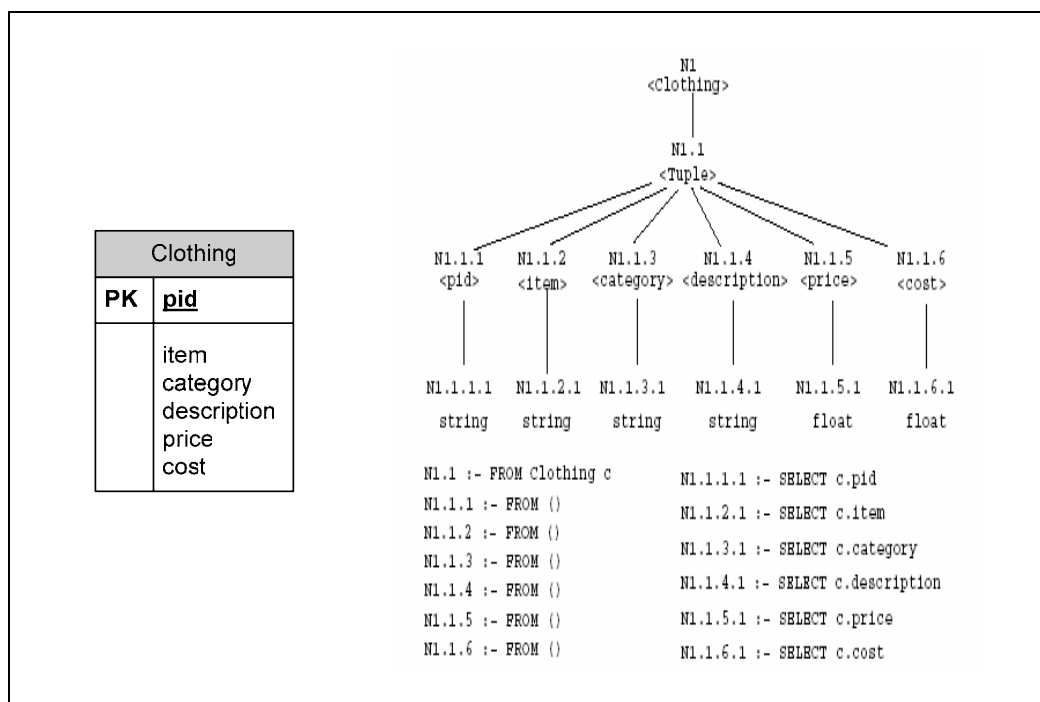 Clothing
PK pid
item
category
description
price
cost
N1
<Clothing>
N1.1
<Tuple>
N1.1.1 N1.1.2 N1.1.3 N1.1.4 N1.1.5 N1.1.6
<pid> <item> <category> <description> <price> <cost>
N1.1.1.1 N1.1.2.1 N1.1.3.1 N1.1.4.1 N1.1.5.1 N1.1.6.1
string string string string float float
N1.1 :- FROM Clothing c
N1.1.1 :- FROM ()
N1.1.2 :- FROM ()
N1.1.3 :- FROM ()
N1.1.4 :- FROM ()
N1.1.5 :- FROM ()
N1.1.6 :- FROM ()
N1.1.1.1 :- SELECT c.pid
N1.1.2.1 :- SELECT c.item
N1.1.3.1 :- SELECT c.category
N1.1.4.1 :- SELECT c.description
N1.1.5.1 :- SELECT c.price
N1.1.6.1 :- SELECT c.cost